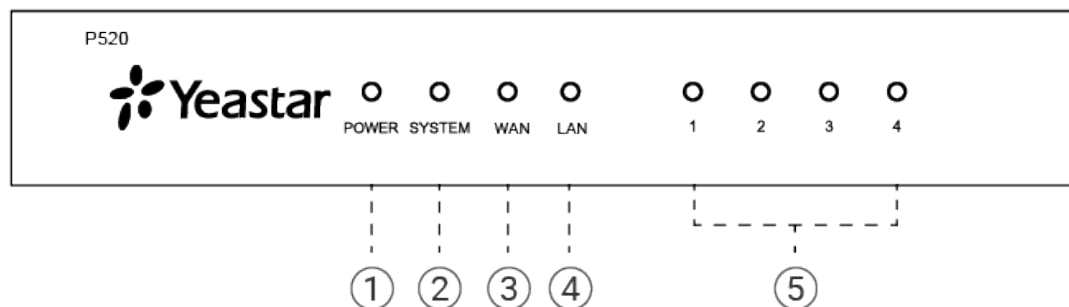 P520
Yeastar
POWER SYSTEM WAN LAN 1 2 3 4
① ② ③ ④ ⑤